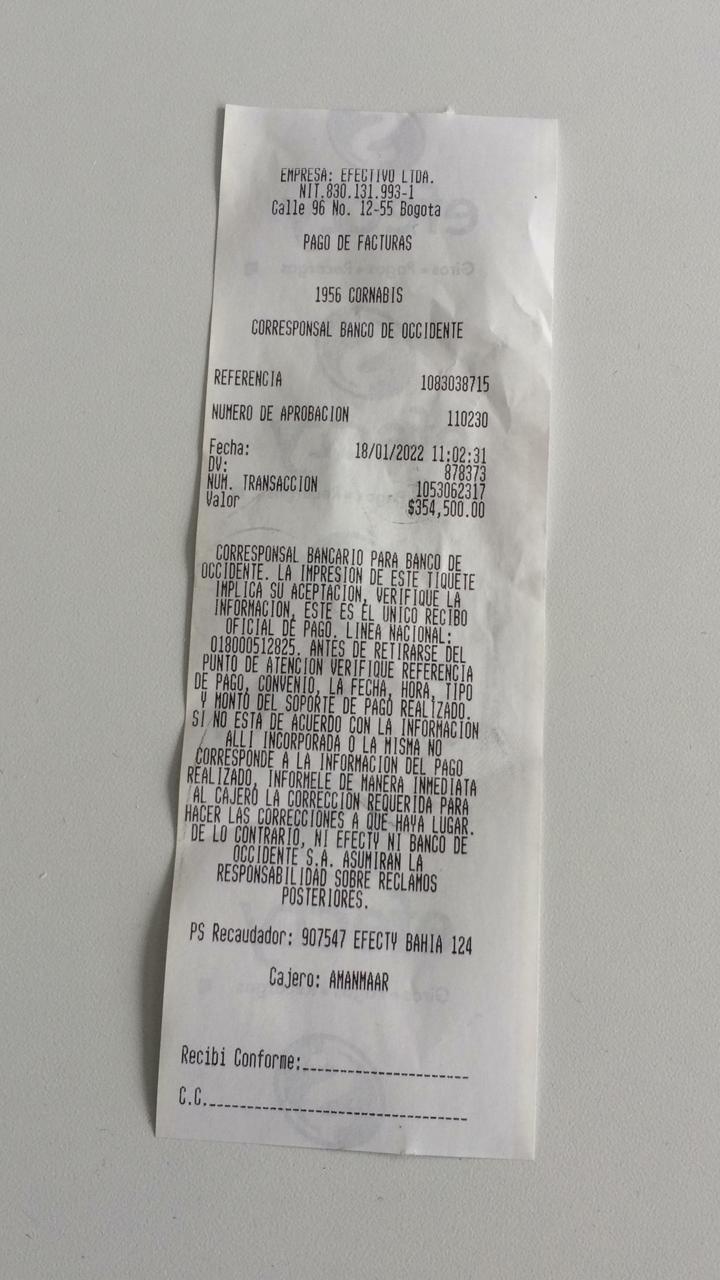 EMPRESA: EFECTIVO LTDA.
NIT.830.131.993-1
Calle 96 No. 12-55 Bogota
PAGO DE FACTURAS
1956 CORNABIS
CORRESPONSAL BANCO DE OCCIDENTE
REFERENCIA 1083038715
NUMERO DE APROBACION 110230
Fecha: 18/01/2022 11:02:31
DV: 878373
NUM. TRANSACCION 1053062317
Valor $354,500.00
CORRESPONSAL BANCARIO PARA BANCO DE
OCCIDENTE. LA IMPRESION DE ESTE TIQUETE
IMPLICA SU ACEPTACION, VERIFIQUE LA
INFORMACION, ESTE ES EL UNICO RECIBO
OFICIAL DE PAGO. LINEA NACIONAL:
018000512825. ANTES DE RETIRARSE DEL
PUNTO DE ATENCION VERIFIQUE REFERENCIA
DE PAGO, CONVENIO, LA FECHA, HORA, TIPO
Y MONTO DEL SOPORTE DE PAGO REALIZADO.
SI NO ESTA DE ACUERDO CON LA INFORMACION
ALLI INCORPORADA O LA MISMA NO
CORRESPONDE A LA INFORMACION DEL PAGO
REALIZADO, INFORMELE DE MANERA INMEDIATA
AL CAJERO LA CORRECCION REQUERIDA PARA
HACER LAS CORRECCIONES A QUE HAYA LUGAR.
DE LO CONTRARIO, NI EFECTY NI BANCO DE
OCCIDENTE S.A. ASUMIRAN LA
RESPONSABILIDAD SOBRE RECLAMOS
POSTERIORES.
PS Recaudador: 907547 EFECTY BAHIA 124
Cajero: AMANMAAR
Recibi Conforme:
C.C.